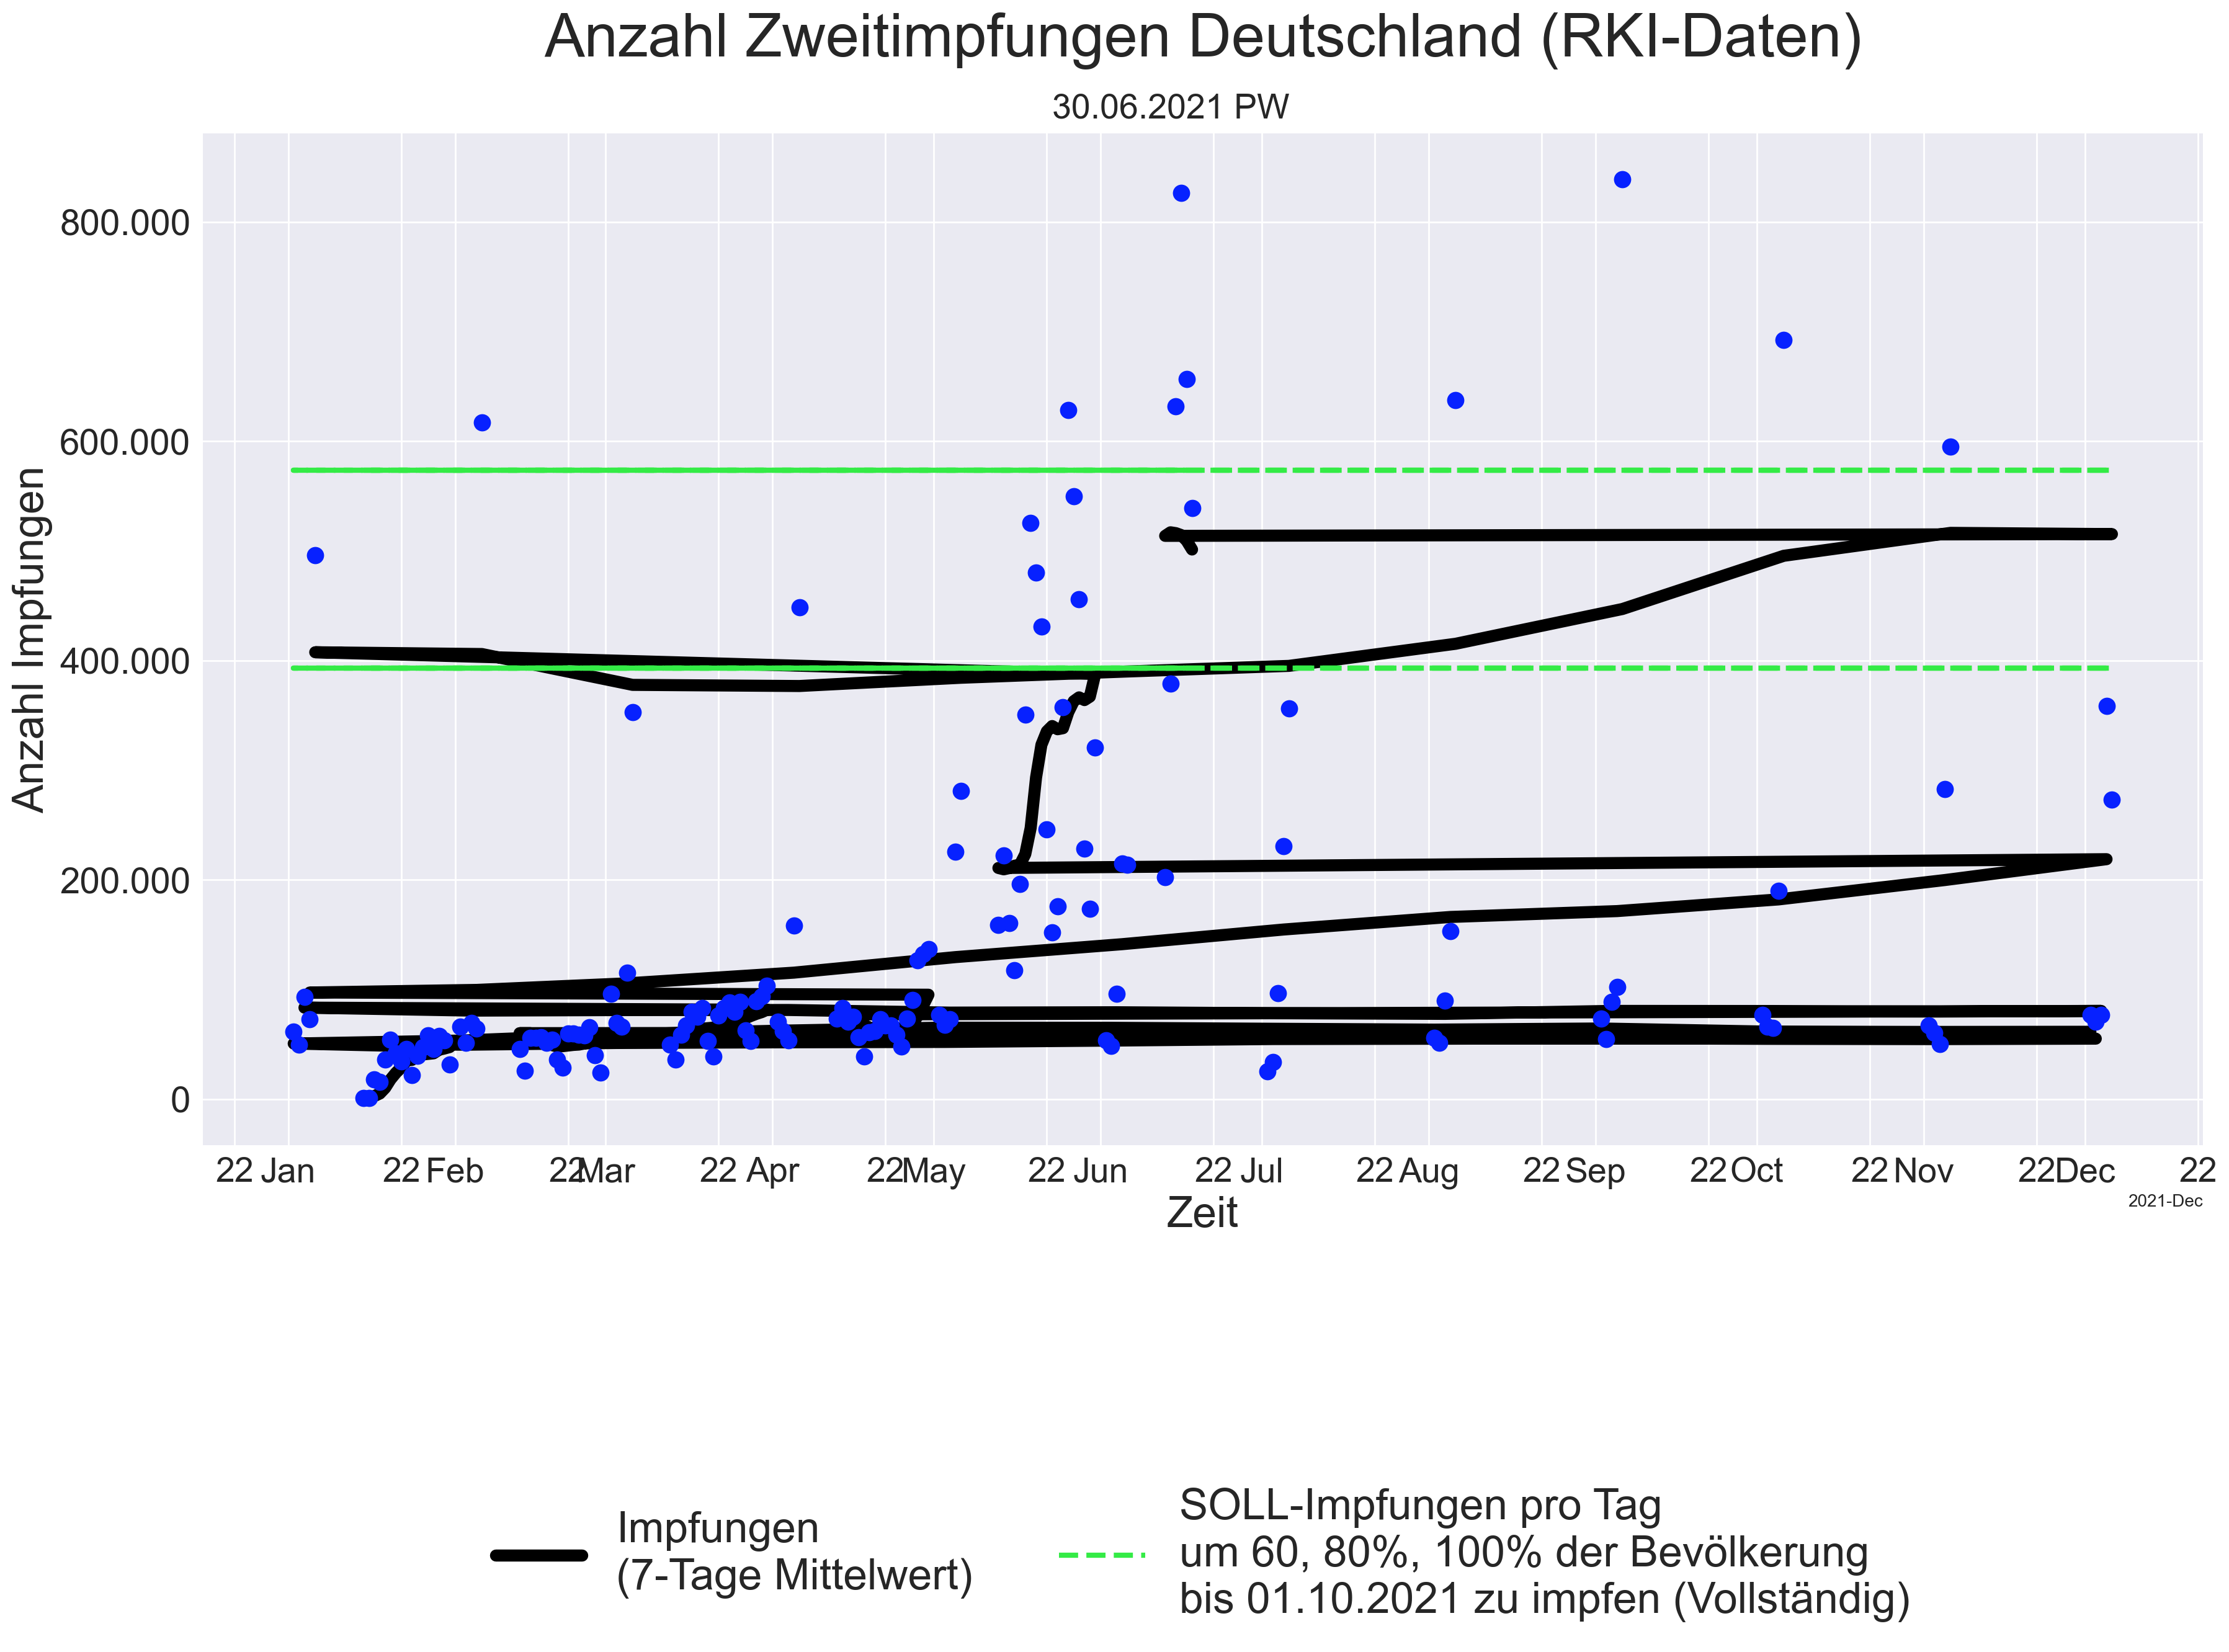 Anzahl Zweitimpfungen Deutschland (RKI-Daten)
30.06.2021 PW
Anzahl Impfungen
800.000
600.000
400.000
200.000
0
22 Jan 22 Feb 22 Mar 22 Apr 22 May 22 Jun 22 Jul 22 Aug 22 Sep 22 Oct 22 Nov 22 Dec 22
2021-Dec
Zeit
Impfungen
(7-Tage Mittelwert)
SOLL-Impfungen pro Tag
um 60, 80%, 100% der Bevölkerung
bis 01.10.2021 zu impfen (Vollständig)